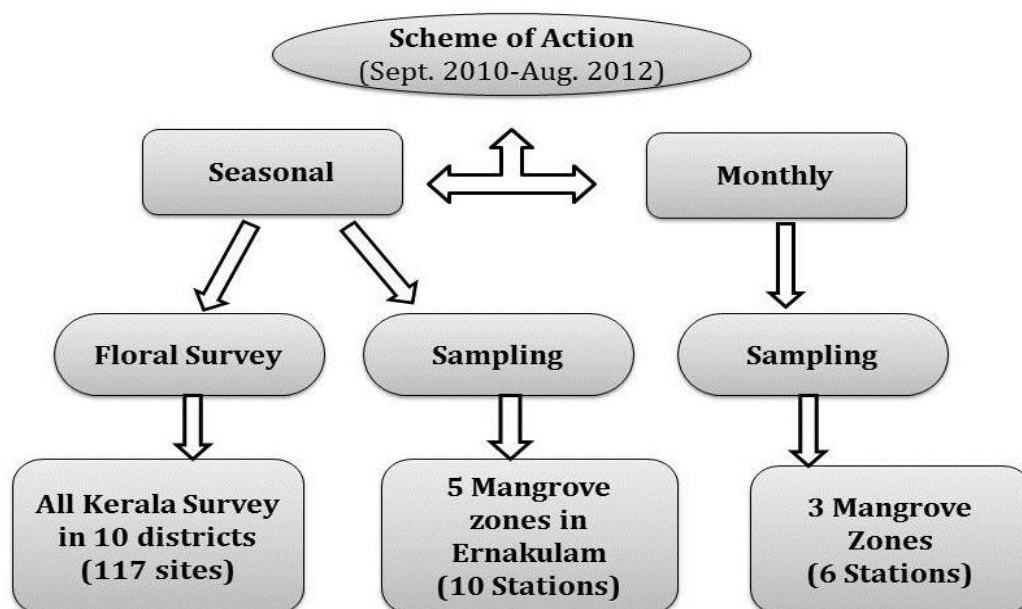 Scheme of Action
(Sept. 2010-Aug. 2012)
Seasonal
Monthly
Floral Survey
Sampling
Sampling
All Kerala Survey
in 10 districts
(117 sites)
5 Mangrove
zones in
Ernakulam
(10 Stations)
3 Mangrove
Zones
(6 Stations)